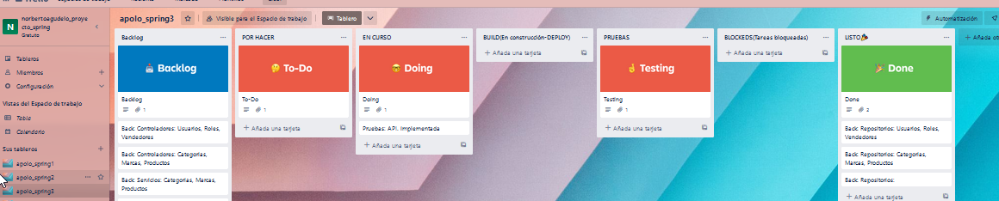 norbertoagudelo_proye
cto_spring
Gratuito
Tableros
Miembros
Configuración
Vistas del Espacio de trabajo
Tabla
Calendario
Sus tableros
apolo_spring1
apolo_spring2
apolo_spring3
apolo_spring3
Visible para el Espacio de trabajo
Tablero
Automatización
Backlog
Backlog
Backlog
1
Back: Controladores: Usuarios, Roles,
Vendedores
Back: Controladores: Categorias,
Marcas, Productos
Back: Servicios: Categorias, Marcas,
Productos
POR HACER
To-Do
To-Do
1
Añada una tarjeta
EN CURSO
Doing
Doing
1
Pruebas: API: Implementada
Añada una tarjeta
BUILD(En construcción-DEPLOY)
Añada una tarjeta
PRUEBAS
Testing
Testing
1
Añada una tarjeta
BLOCKEDS(Tareas bloqueadas)
Añada una tarjeta
LISTO
Done
Done
2
Back: Repositorios: Usuarios, Roles,
Vendedores
Back: Repositorios: Categorias,
Marcas, Productos
Back: Repositorios:
Añada una tarjeta
Añada